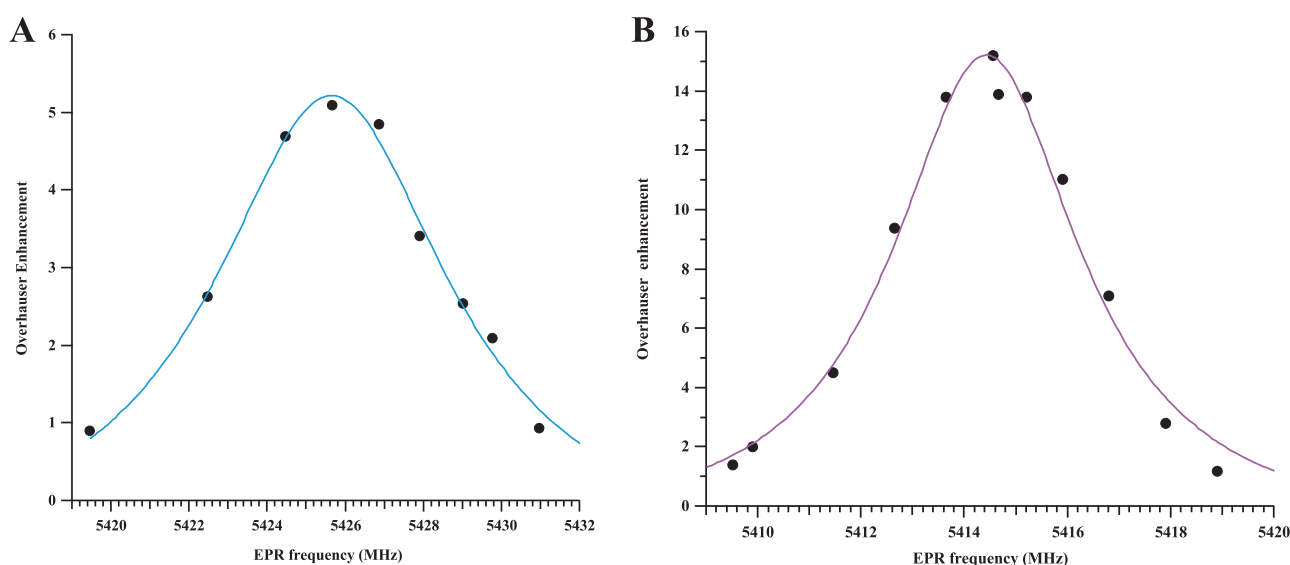 A
6
5
4
3
2
1
0
Overhauser Enhancement
5420 5422 5424 5426 5428 5430 5432
EPR frequency (MHz)
B
16
14
12
10
8
6
4
2
0
Overhauser enhancement
5410 5412 5414 5416 5418 5420
EPR frequency (MHz)